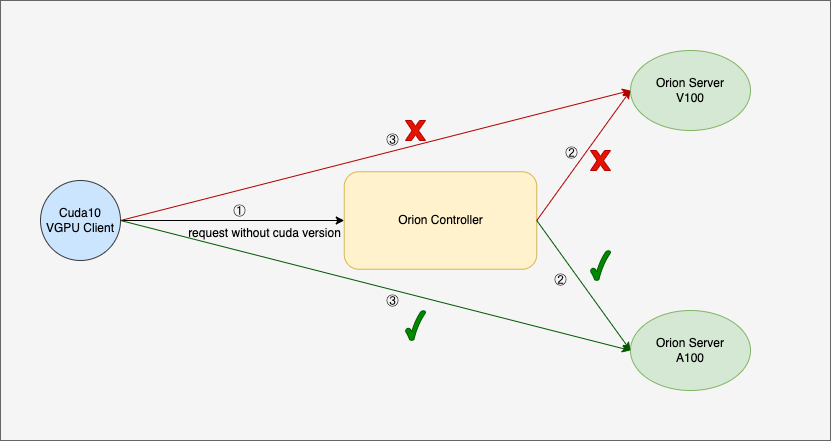 Orion Server
V100
③
②
Cuda10
VGPU Client
①
request without cuda version
Orion Controller
③
②
Orion Server
A100